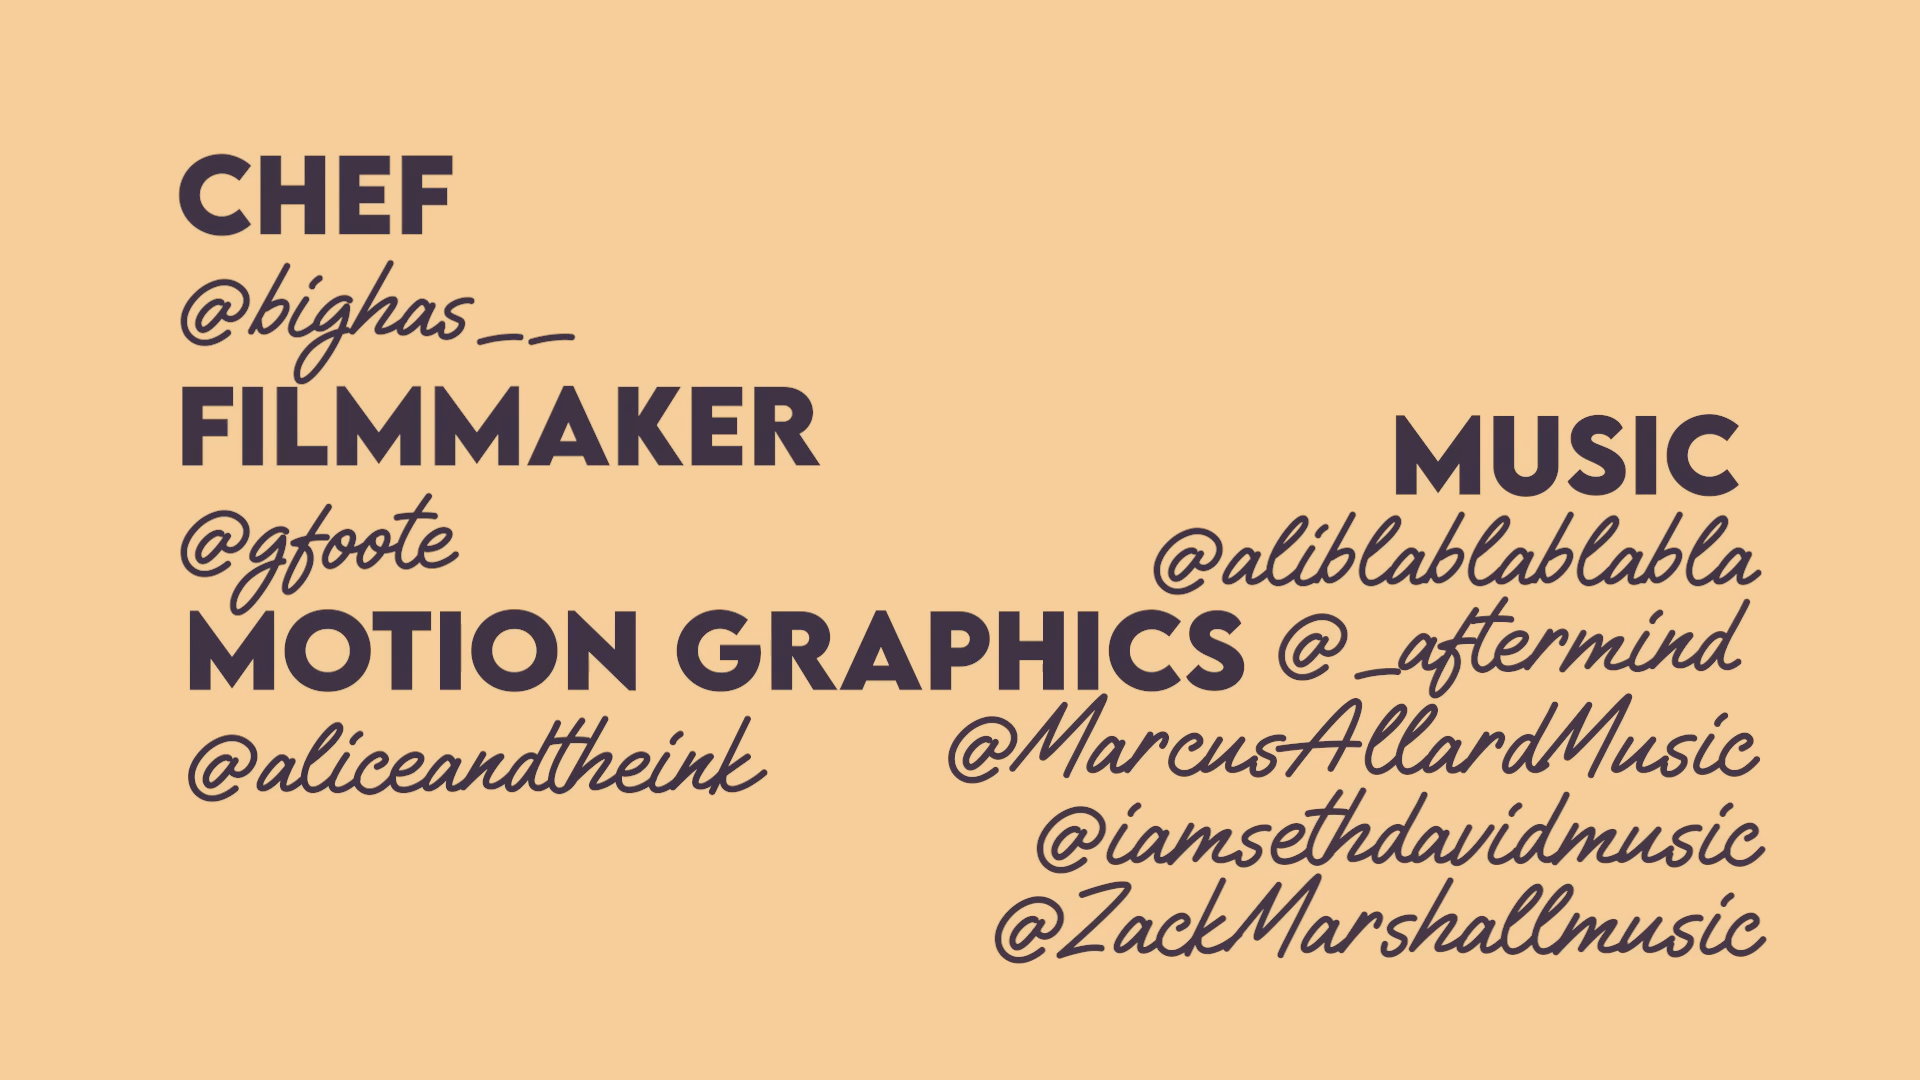 CHEF
@bighas__
FILMMAKER
@gfoote
MOTION GRAPHICS
@aliceandtheink
MUSIC
@aliblablablabla
@_aftermind
@MarcusAllardMusic
@iamsethdavidmusic
@ZackMarshallmusic